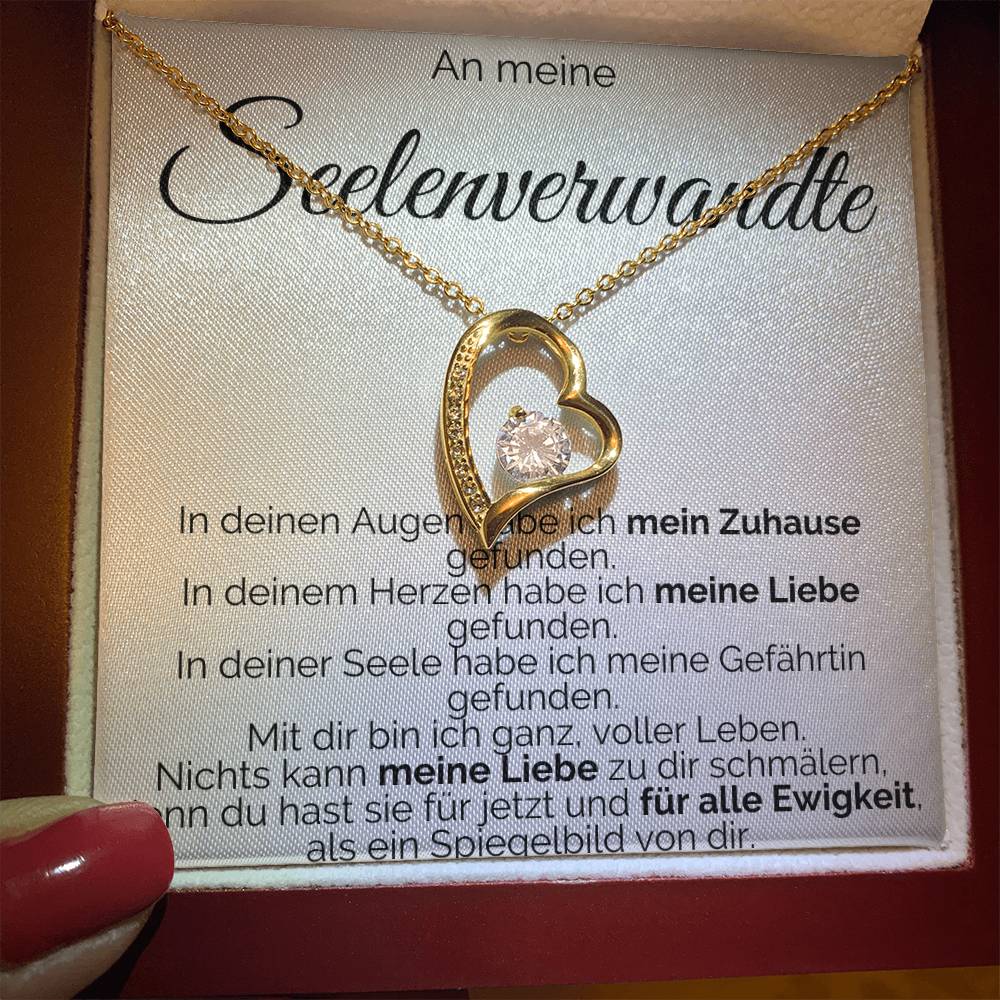 An meine
Seelenverwandte
In deinen Augen habe ich mein Zuhause
gefunden.
In deinem Herzen habe ich meine Liebe
gefunden.
In deiner Seele habe ich meine Gefährtin
gefunden.
Mit dir bin ich ganz, voller Leben.
Nichts kann meine Liebe zu dir schmälern,
denn du hast sie für jetzt und für alle Ewigkeit,
als ein Spiegelbild von dir.